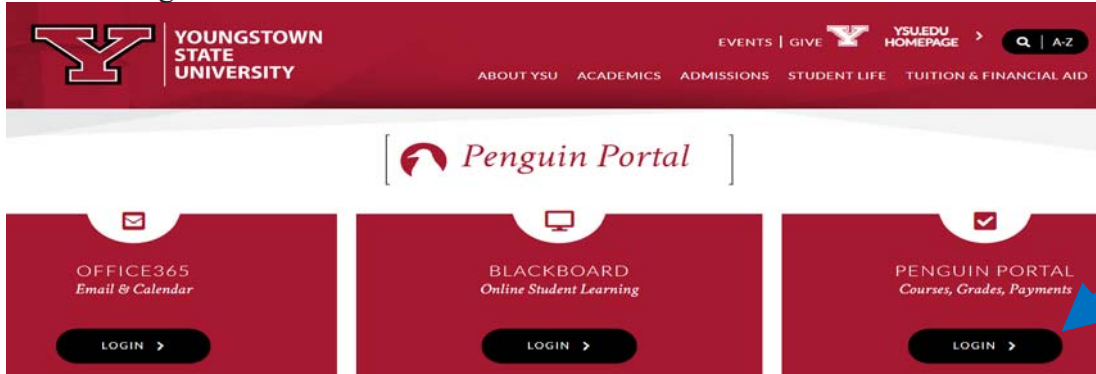 YOUNGSTOWN
STATE
UNIVERSITY
EVENTS | GIVE Y YSU.EDU HOMEPAGE > | A-Z
ABOUT YSU ACADEMICS ADMISSIONS STUDENT LIFE TUITION & FINANCIAL AID
Penguin Portal
OFFICE365
Email & Calendar
LOGIN >
BLACKBOARD
Online Student Learning
LOGIN >
PENGUIN PORTAL
Courses, Grades, Payments
LOGIN >